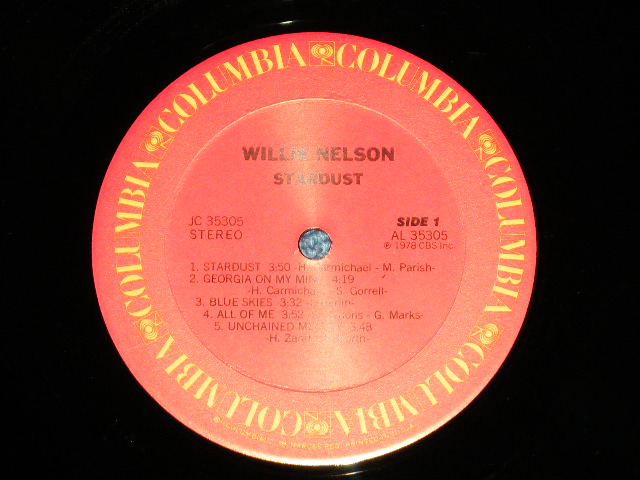 COLUMBIA COLUMBIA COLUMBIA COLUMBIA COLUMBIA COLUMBIA
WILLIE NELSON
STARDUST
JC 35305
STEREO
SIDE 1
AL 35305
℗ 1978 CBS Inc.
1. STARDUST 3:50 -H. Carmichael - M. Parish-
2. GEORGIA ON MY MIND 4:19
-H. Carmichael S. Gorrell-
3. BLUE SKIES 3:32
4. ALL OF ME 3:52 - G. Marks-
5. UNCHAINED 3:48
-H.